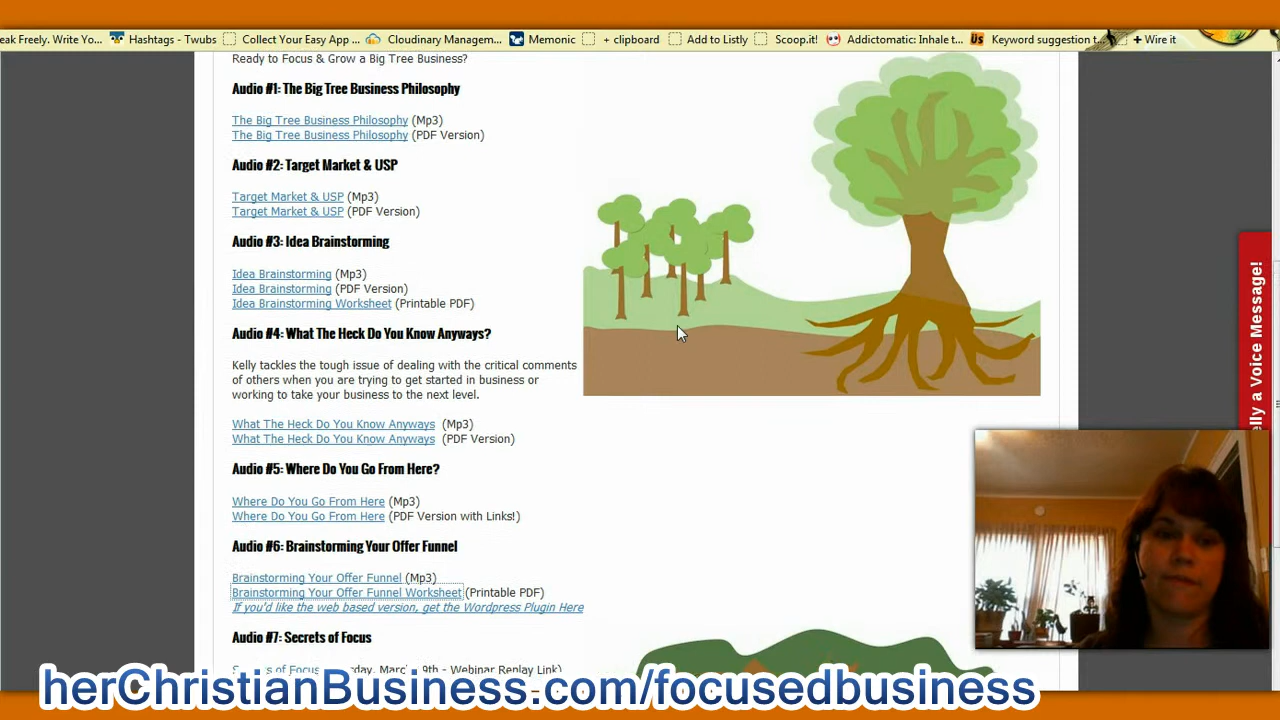 eak Freely. Write Yo... Hashtags - Twubs Collect Your Easy App ... Cloudinary Managem... Memonic + clipboard Add to Listly Scoop.it! Addictomatic: Inhale t... Keyword suggestion t... + Wire it
Ready to Focus & Grow a Big Tree Business?
Audio #1: The Big Tree Business Philosophy
The Big Tree Business Philosophy (Mp3)
The Big Tree Business Philosophy (PDF Version)
Audio #2: Target Market & USP
Target Market & USP (Mp3)
Target Market & USP (PDF Version)
Audio #3: Idea Brainstorming
Idea Brainstorming (Mp3)
Idea Brainstorming (PDF Version)
Idea Brainstorming Worksheet (Printable PDF)
Audio #4: What The Heck Do You Know Anyways?
Kelly tackles the tough issue of dealing with the critical comments
of others when you are trying to get started in business or
working to take your business to the next level.
What The Heck Do You Know Anyways (Mp3)
What The Heck Do You Know Anyways (PDF Version)
Audio #5: Where Do You Go From Here?
Where Do You Go From Here (Mp3)
Where Do You Go From Here (PDF Version with Links!)
Audio #6: Brainstorming Your Offer Funnel
Brainstorming Your Offer Funnel (Mp3)
Brainstorming Your Offer Funnel Worksheet (Printable PDF)
If you'd like the web based version, get the Wordpress Plugin Here
Audio #7: Secrets of Focus
of Focus 9th - Webinar Replay Link)
elly a Voice Message!
herChristianBusiness.com/focusedbusiness